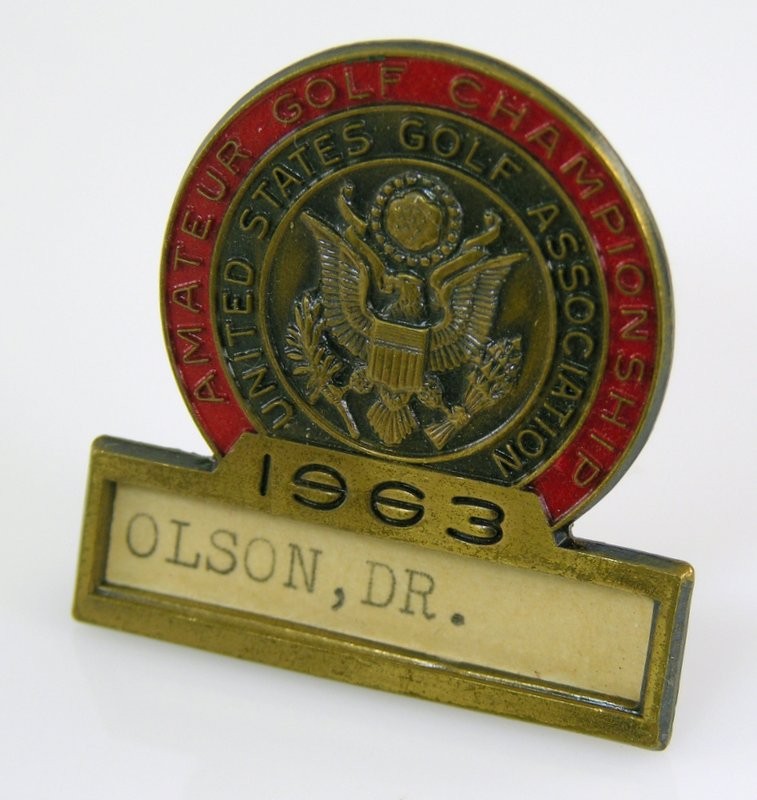 AMATEUR GOLF CHAMPIONSHIP
UNITED STATES GOLF ASSOCIATION
1963
OLSON, DR.